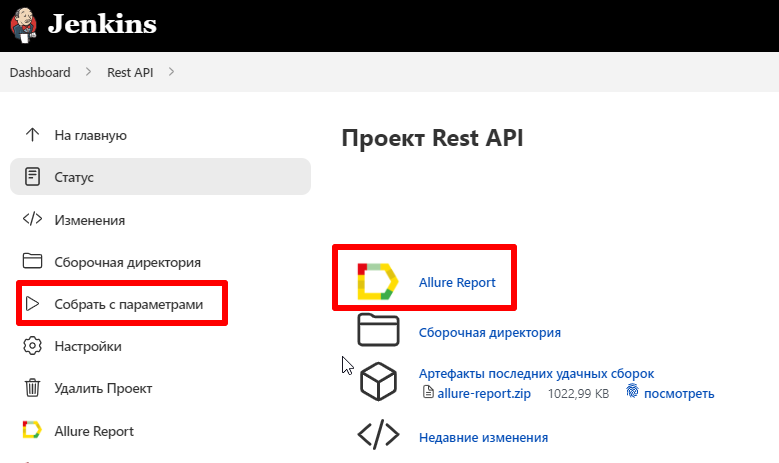 Jenkins
Dashboard > Rest API >
На главную
Статус
Изменения
Сборочная директория
Собрать с параметрами
Настройки
Удалить Проект
Allure Report
Проект Rest API
Allure Report
Сборочная директория
Артефакты последних удачных сборок
allure-report.zip 1022,99 KB посмотреть
Недавние изменения